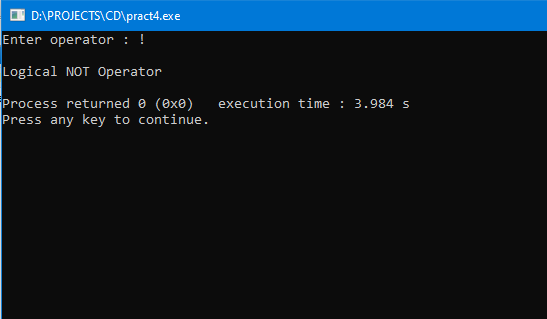 D:\PROJECTS\CD\pract4.exe
Enter operator : !
Logical NOT Operator
Process returned 0 (0x0)   execution time : 3.984 s
Press any key to continue.